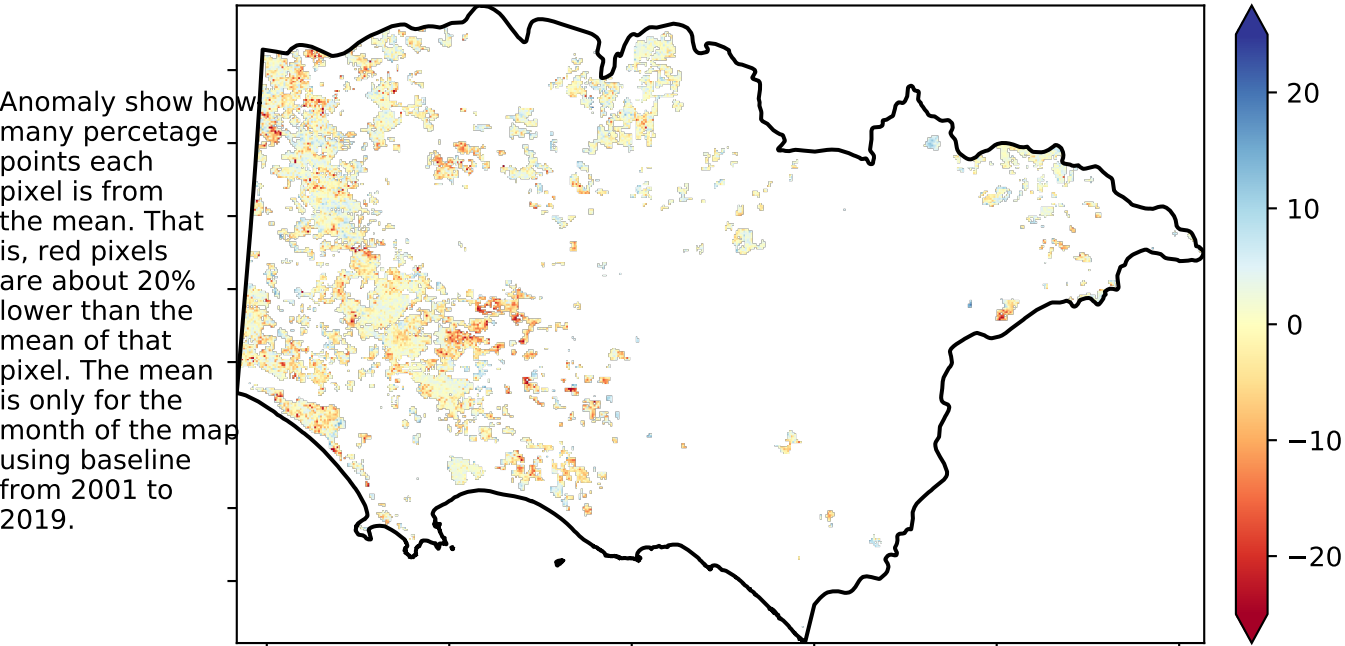 Anomaly show how
many percetage
points each
pixel is from
the mean. That
is, red pixels
are about 20%
lower than the
mean of that
pixel. The mean
is only for the
month of the map
using baseline
from 2001 to
2019.
20
10
0
−10
−20